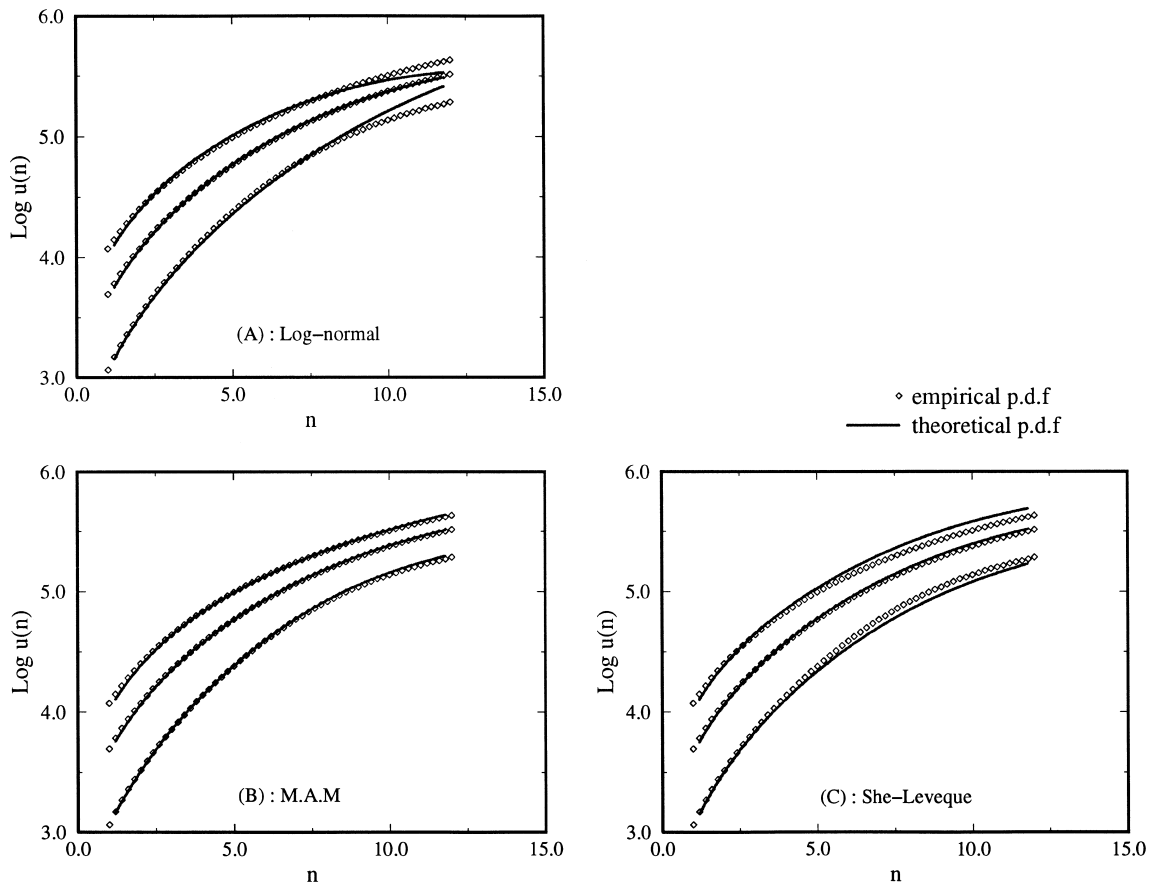 6.0
5.0
4.0
3.0
Log u(n)
(A) : Log-normal
0.0 5.0 10.0 15.0
n
empirical p.d.f
theoretical p.d.f
6.0
5.0
4.0
3.0
Log u(n)
(B) : M.A.M
0.0 5.0 10.0 15.0
n
6.0
5.0
4.0
3.0
Log u(n)
(C) : She-Leveque
0.0 5.0 10.0 15.0
n